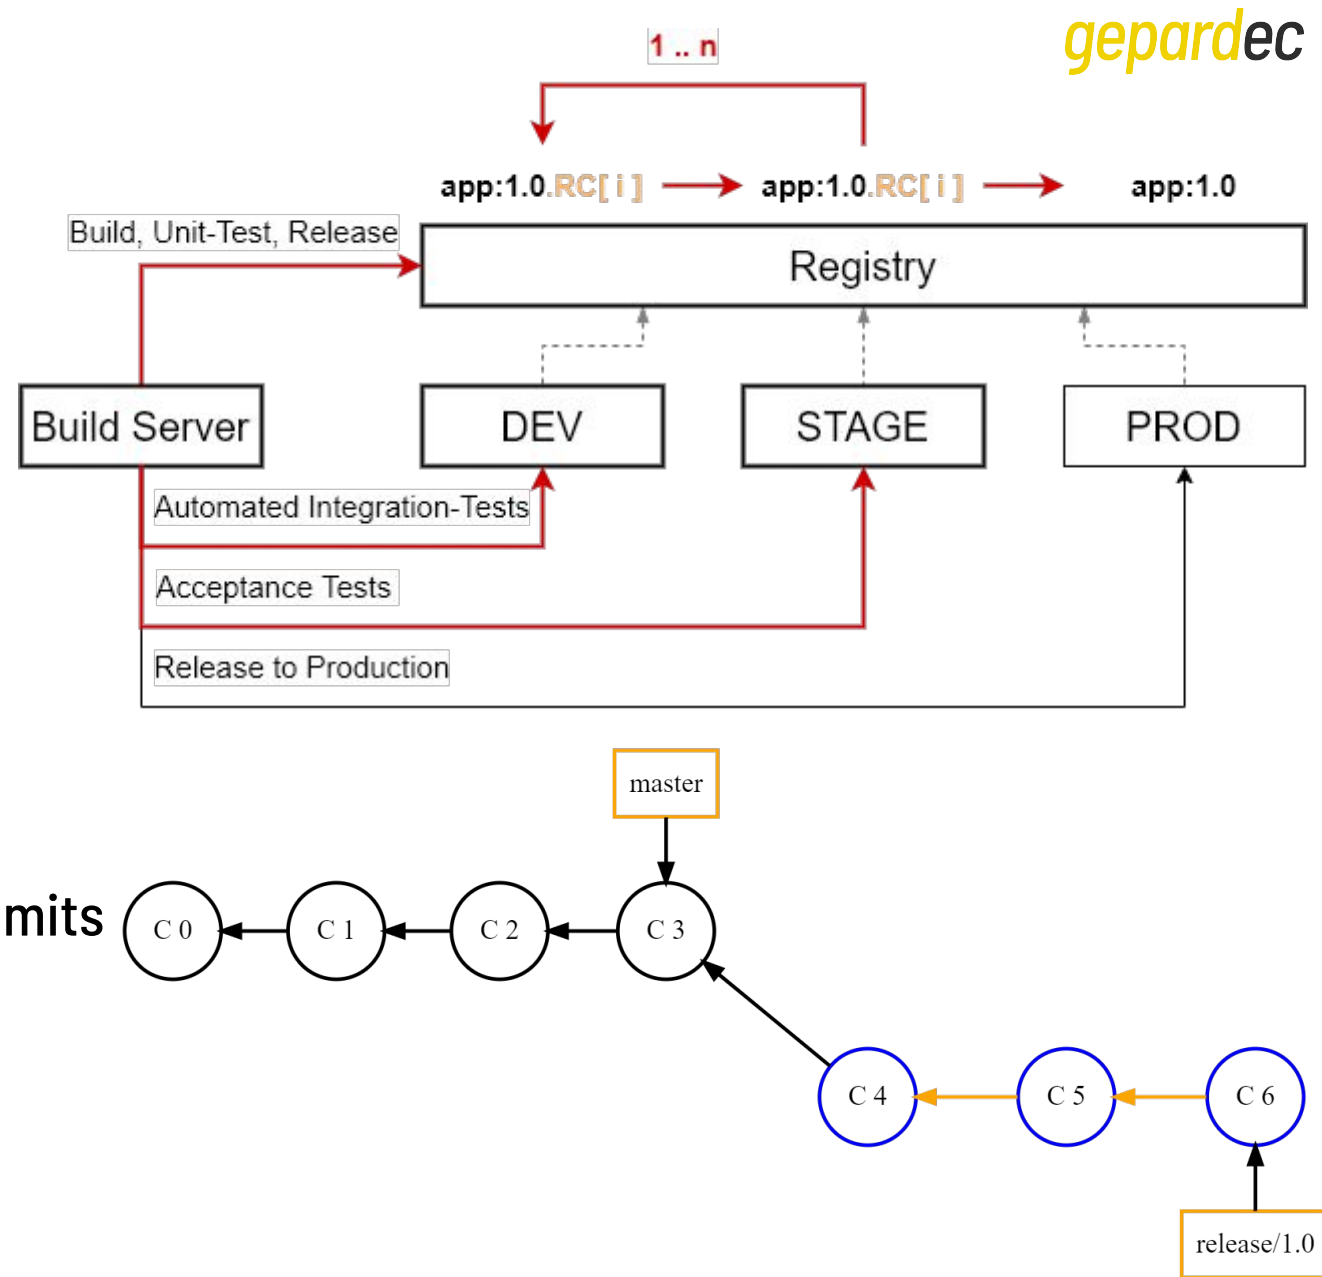 gepardec
1 .. n
app:1.0.RC[ i ]
app:1.0.RC[ i ]
app:1.0
Build, Unit-Test, Release
Registry
Build Server
DEV
STAGE
PROD
Automated Integration-Tests
Acceptance Tests
Release to Production
master
mits
C 0
C 1
C 2
C 3
C 4
C 5
C 6
release/1.0